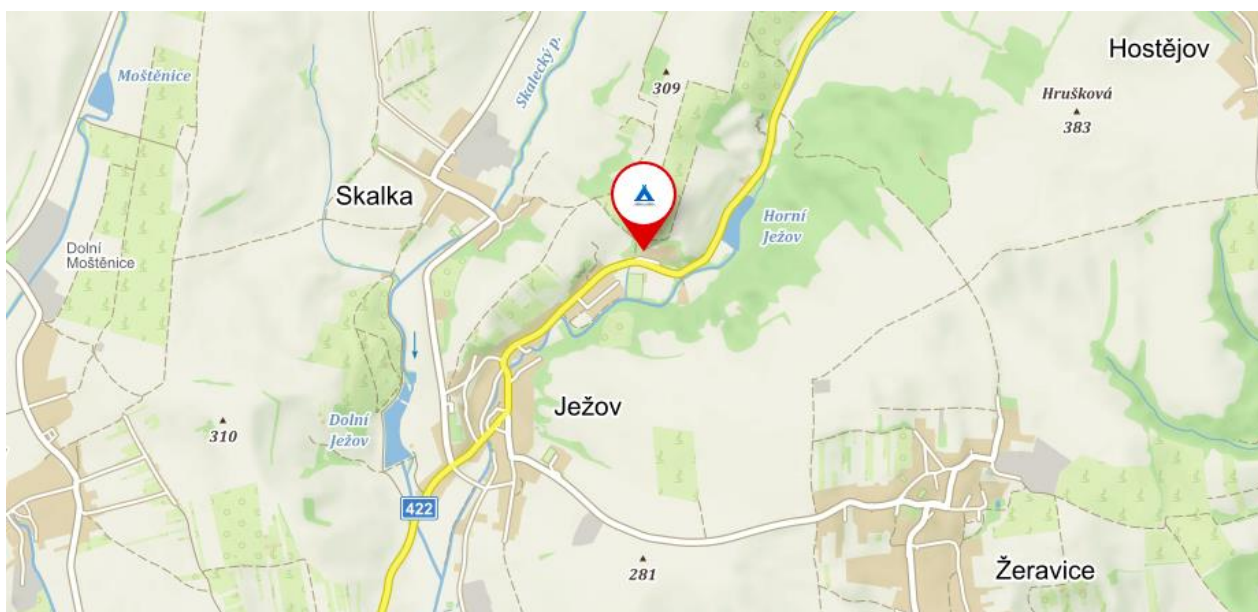 Hostějov
Moštěnice
Skalecký p.
309
Hrušková
383
Skalka
Horní
Ježov
Dolní
Moštěnice
Ježov
310
Dolní
Ježov
422
281
Žeravice